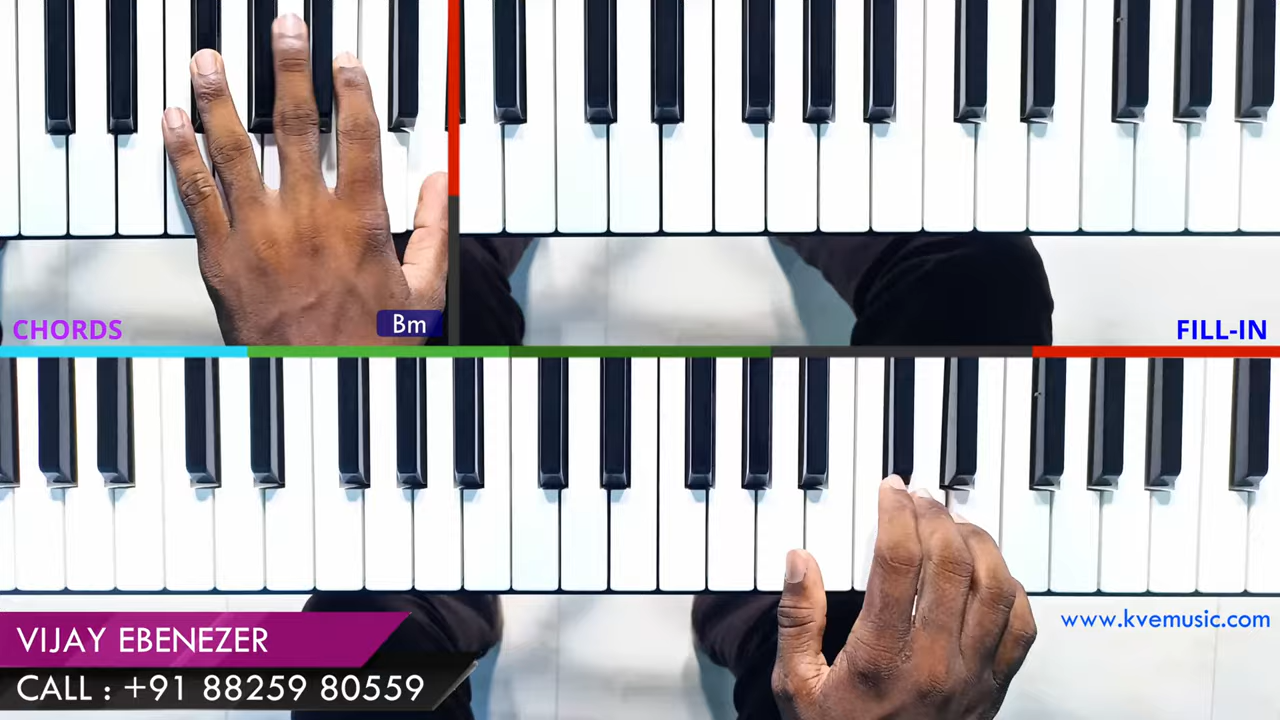 CHORDS
Bm
FILL-IN
VIJAY EBENEZER
CALL : +91 88259 80559
www.kvemusic.com